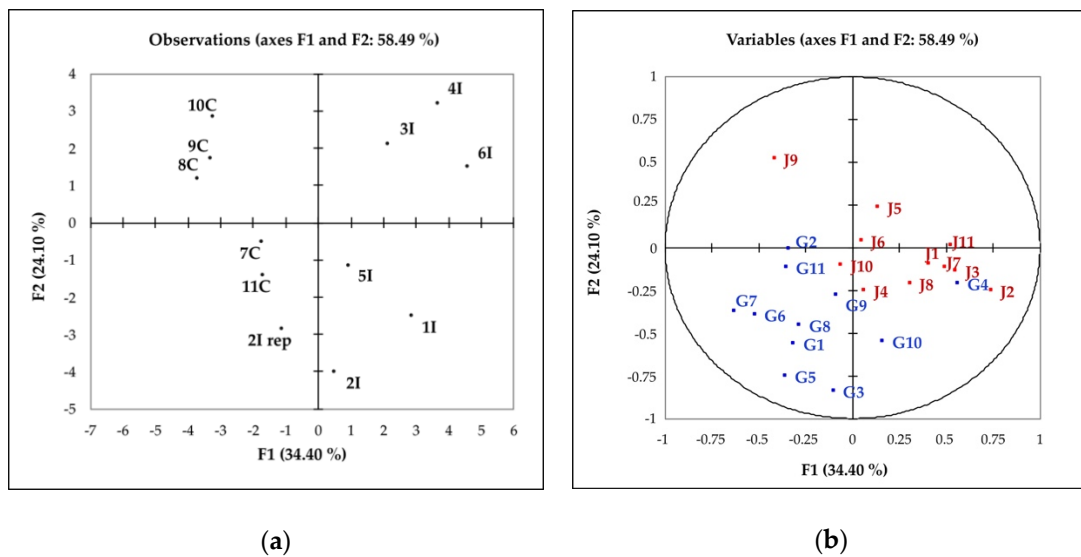 Observations (axes F1 and F2: 58.49 %)
4
3
2
1
0
-1
-2
-3
-4
-5
F2 (24.10 %)
10C
9C
8C
4I
3I
6I
7C
11C
5I
1I
2I rep
2I
-7 -6 -5 -4 -3 -2 -1 0 1 2 3 4 5 6
F1 (34.40 %)
(a)
Variables (axes F1 and F2: 58.49 %)
1
0.75
0.5
0.25
0
-0.25
-0.5
-0.75
-1
F2 (24.10 %)
J9
J5
J6
J11
G2
J1
J7
G11
J10
J3
J8
G4
J4
J2
G9
G7
G6
G8
G10
G1
G5
G3
-1 -0.75 -0.5 -0.25 0 0.25 0.5 0.75 1
F1 (34.40 %)
(b)